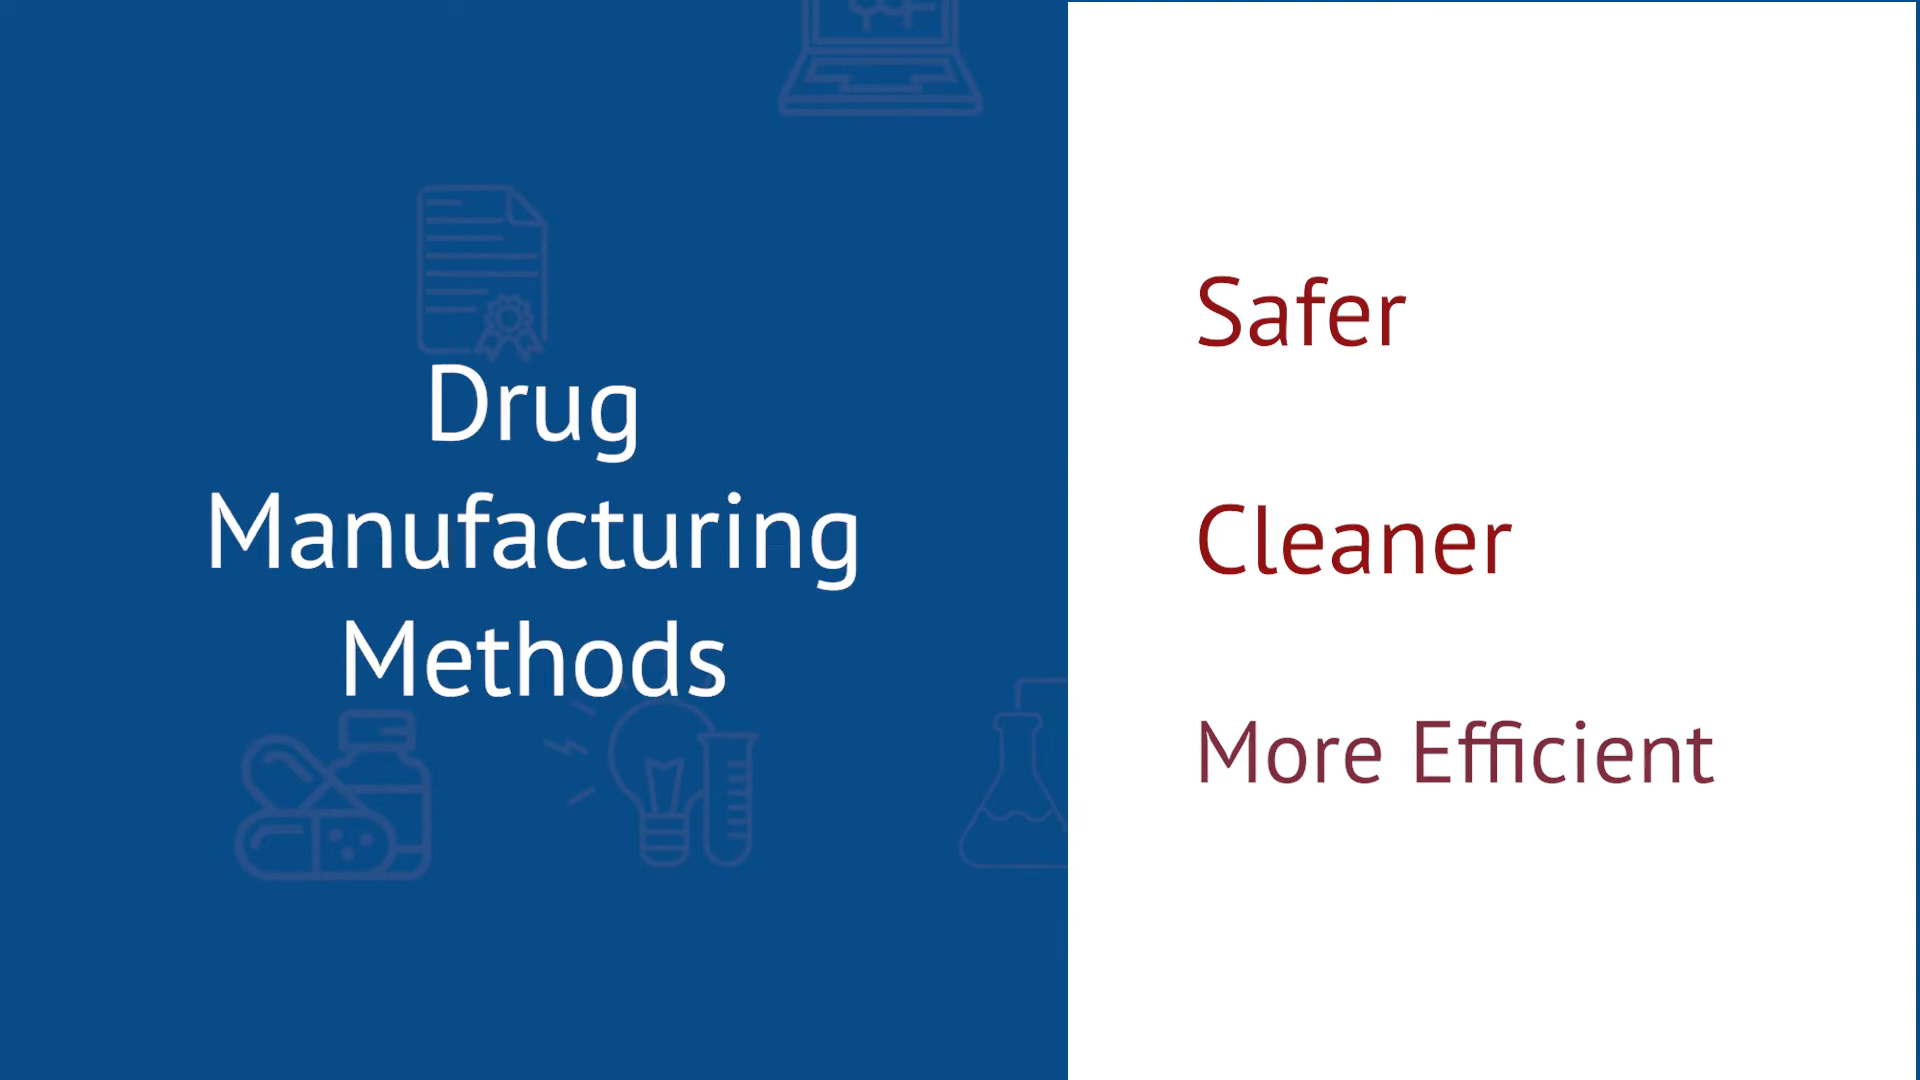 Drug
Manufacturing
Methods
Safer
Cleaner
More Efficient